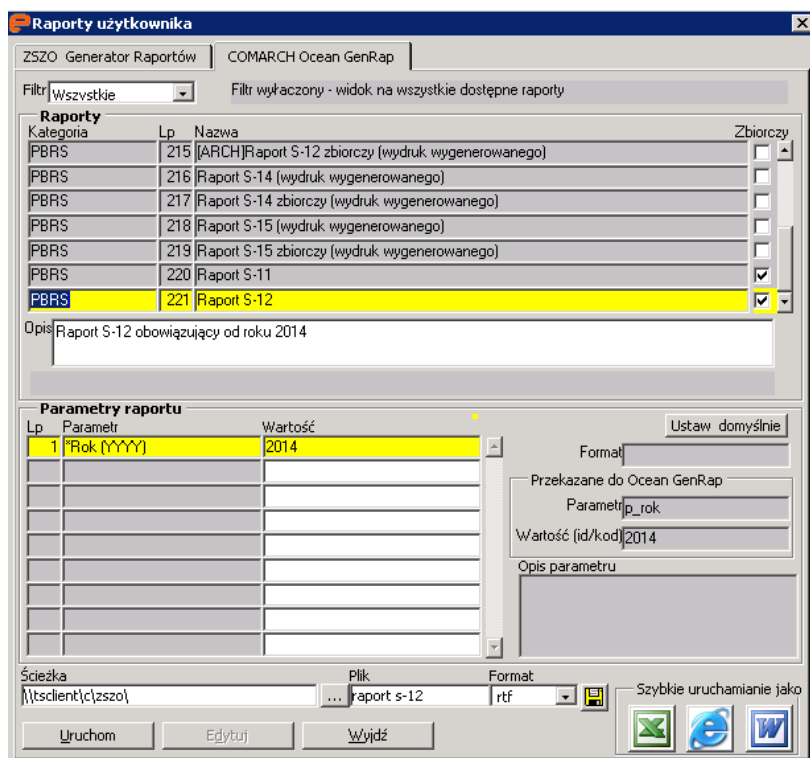 Raporty użytkownika
ZSZO Generator Raportów COMARCH Ocean GenRap
Filtr Wszystkie Filtr wyłaczony - widok na wszystkie dostępne raporty
Raporty
Kategoria Lp Nazwa Zbiorczy
PBRS 215 [ARCH]Raport S-12 zbiorczy (wydruk wygenerowanego)
PBRS 216 Raport S-14 (wydruk wygenerowanego)
PBRS 217 Raport S-14 zbiorczy (wydruk wygenerowanego)
PBRS 218 Raport S-15 (wydruk wygenerowanego)
PBRS 219 Raport S-15 zbiorczy (wydruk wygenerowanego)
PBRS 220 Raport S-11
PBRS 221 Raport S-12
Opis Raport S-12 obowiązujący od roku 2014
Parametry raportu
Lp Parametr Wartość Ustaw domyślnie
1 *Rok (YYYY) 2014
Format
Przekazane do Ocean GenRap
Parametr p_rok
Wartość (id/kod) 2014
Opis parametru
Ścieżka Plik Format
\\tsclient\c\zszo\ ... raport s-12 rtf
Szybkie uruchamianie jako
Uruchom Edytuj Wyjdź